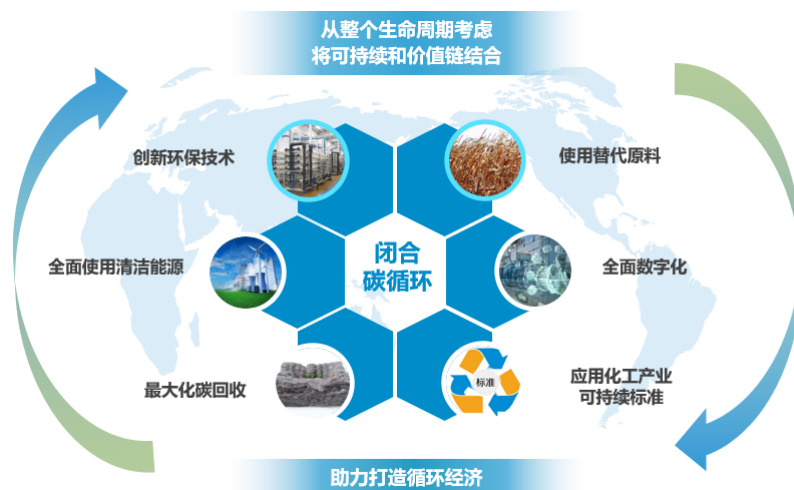 从整个生命周期考虑
将可持续和价值链结合
创新环保技术
使用替代原料
全面使用清洁能源
闭合
碳循环
全面数字化
最大化碳回收
标准
应用化工产业
可持续标准
助力打造循环经济